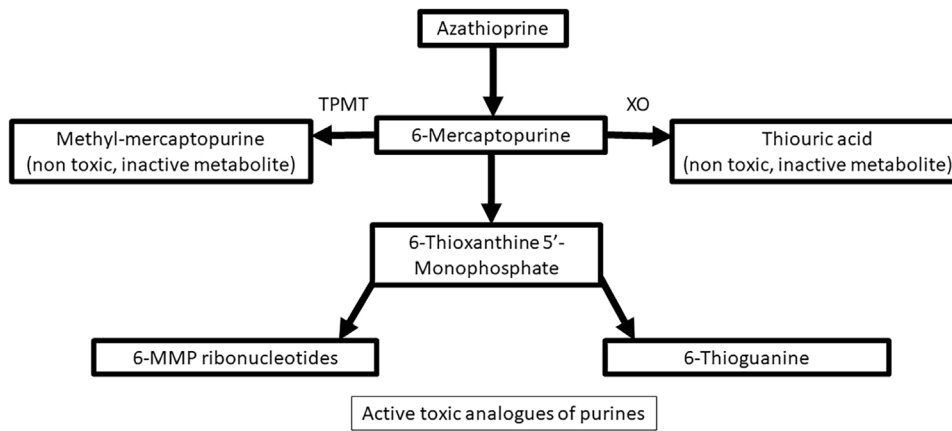 Azathioprine
TPMT
XO
Methyl-mercaptopurine
(non toxic, inactive metabolite)
6-Mercaptopurine
Thiouric acid
(non toxic, inactive metabolite)
6-Thioxanthine 5’-
Monophosphate
6-MMP ribonucleotides
6-Thioguanine
Active toxic analogues of purines